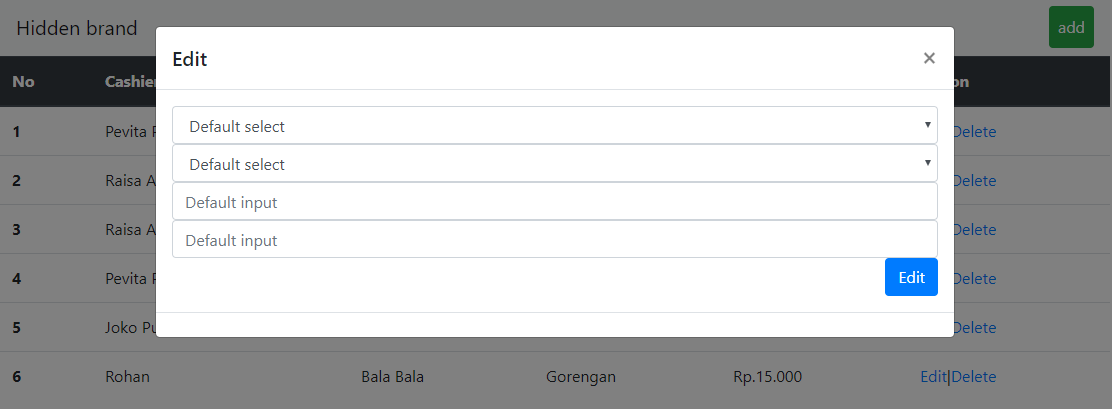 Hidden brand add
Edit ×
No Cashier on
Default select
1 Pevita Delete
Default select
2 Raisa A Delete
Default input
3 Raisa A Delete
Default input
4 Pevita Delete
Edit
5 Joko Delete
6 Rohan Bala Bala Gorengan Rp.15.000 Edit|Delete